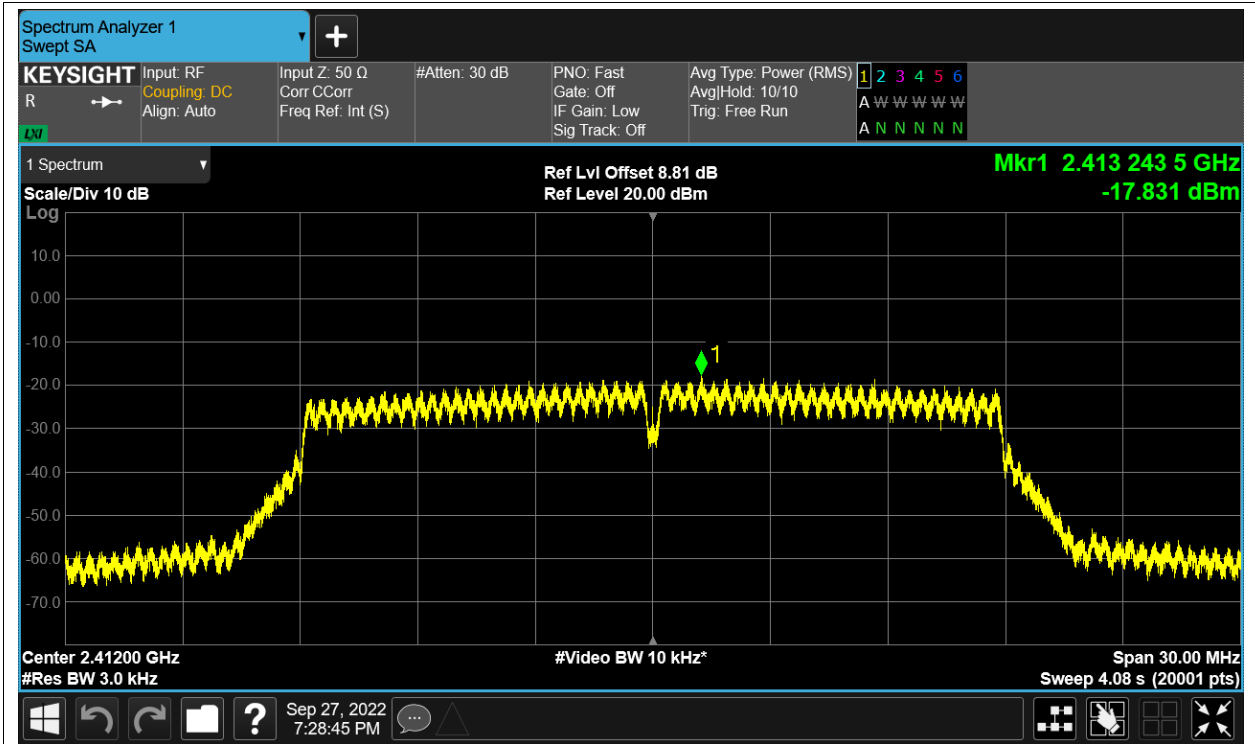 Spectrum Analyzer 1
Swept SA
KEYSIGHT
R
LXI
Input: RF
Coupling: DC
Align: Auto
Input Z: 50 Ω
Corr CCorr
Freq Ref: Int (S)
#Atten: 30 dB
PNO: Fast
Gate: Off
IF Gain: Low
Sig Track: Off
Avg Type: Power (RMS)
Avg|Hold: 10/10
Trig: Free Run
1 2 3 4 5 6
A W W W W W
A N N N N N
1 Spectrum
Scale/Div 10 dB
Ref Lvl Offset 8.81 dB
Ref Level 20.00 dBm
Mkr1 2.413 243 5 GHz
-17.831 dBm
Log
10.0
0.00
-10.0
1
-20.0
-30.0
-40.0
-50.0
-60.0
-70.0
Center 2.41200 GHz
#Video BW 10 kHz*
Span 30.00 MHz
#Res BW 3.0 kHz
Sweep 4.08 s (20001 pts)
?
Sep 27, 2022
7:28:45 PM